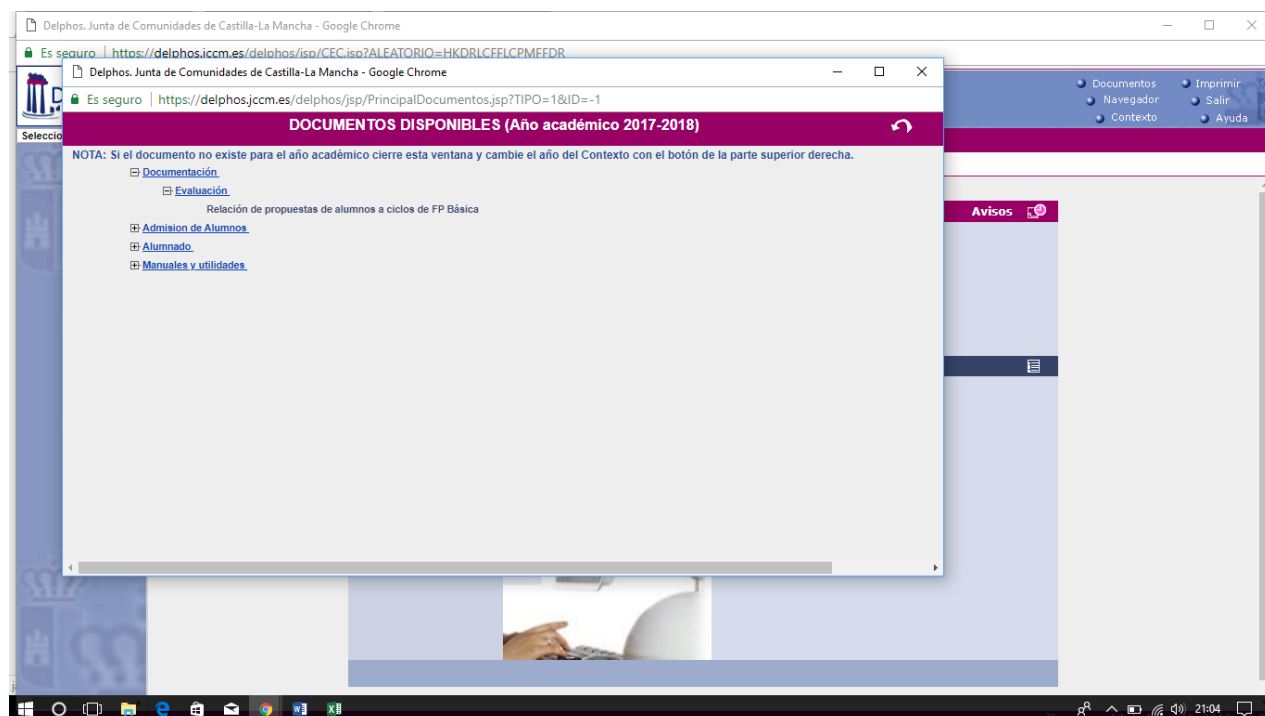 Delphos. Junta de Comunidades de Castilla-La Mancha - Google Chrome
Es seguro | https://delphos.jccm.es/delphos/jsp/CEC.jsp?ALEATORIO=HKDRLCFFLCPMFFDR
Delphos. Junta de Comunidades de Castilla-La Mancha - Google Chrome
Es seguro | https://delphos.jccm.es/delphos/jsp/PrincipalDocumentos.jsp?TIPO=1&ID=-1
Documentos Imprimir
Navegador Salir
Contexto Ayuda
D
Seleccio
DOCUMENTOS DISPONIBLES (Año académico 2017-2018)
NOTA: Si el documento no existe para el año académico cierre esta ventana y cambie el año del Contexto con el botón de la parte superior derecha.
Documentación
Evaluación
Relación de propuestas de alumnos a ciclos de FP Básica
Admision de Alumnos
Alumnado
Manuales y utilidades
Avisos
21:04